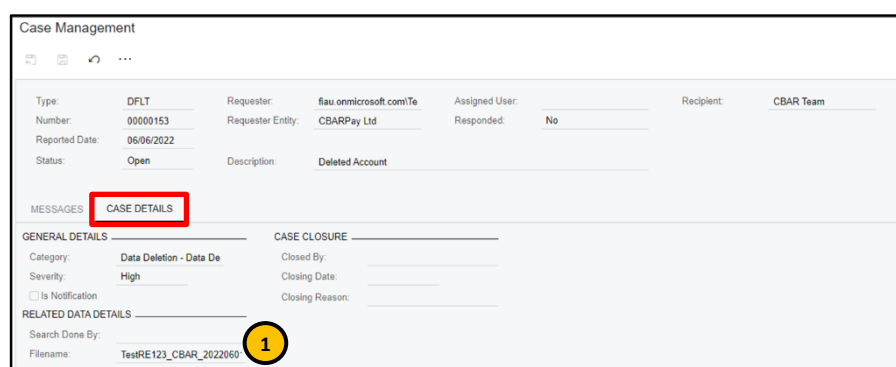 Case Management
...
Type: DFLT Requester: fiau.onmicrosoft.com\Te Assigned User: Recipient: CBAR Team
Number: 00000153 Requester Entity: CBARPay Ltd Responded: No
Reported Date: 06/06/2022
Status: Open Description: Deleted Account
MESSAGES CASE DETAILS
GENERAL DETAILS CASE CLOSURE
Category: Data Deletion - Data De Closed By:
Severity: High Closing Date:
Is Notification Closing Reason:
RELATED DATA DETAILS
Search Done By:
Filename: TestRE123_CBAR_2022060
1